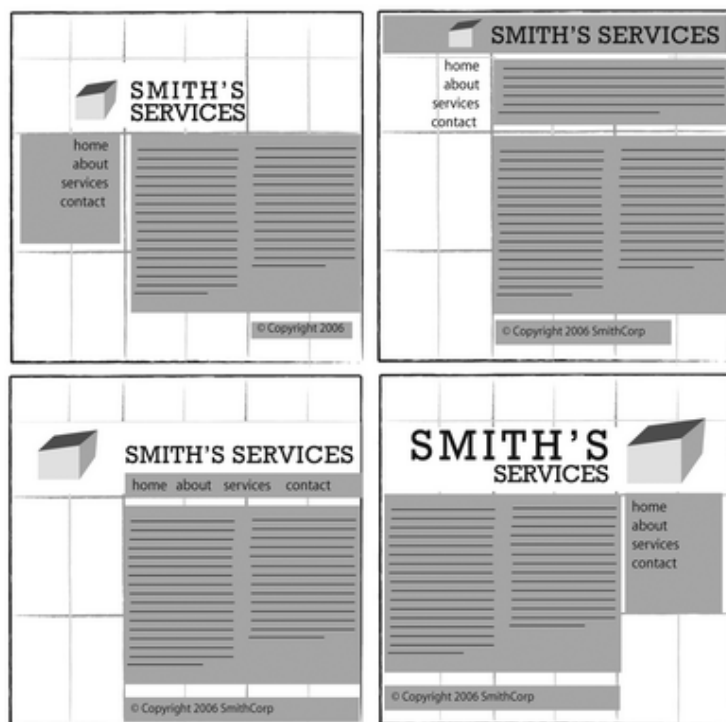 SMITH'S
SERVICES
home
about
services
contact
© Copyright 2006
SMITH'S SERVICES
home
about
services
contact
© Copyright 2006 SmithCorp
SMITH'S SERVICES
home about services contact
© Copyright 2006 SmithCorp
SMITH'S
SERVICES
home
about
services
contact
© Copyright 2006 SmithCorp